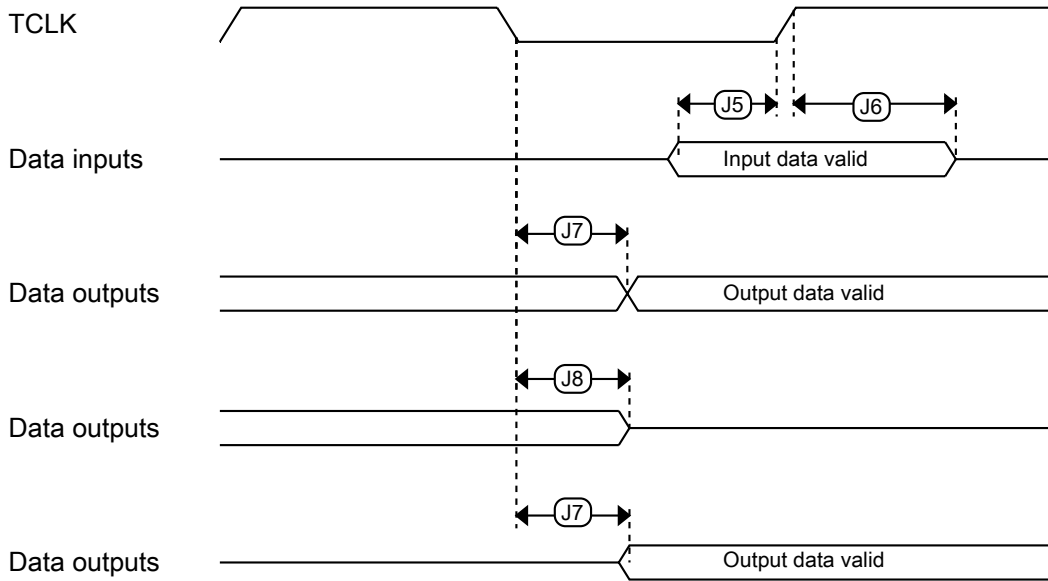 TCLK
J5
J6
Data inputs
Input data valid
J7
Data outputs
Output data valid
J8
Data outputs
J7
Data outputs
Output data valid